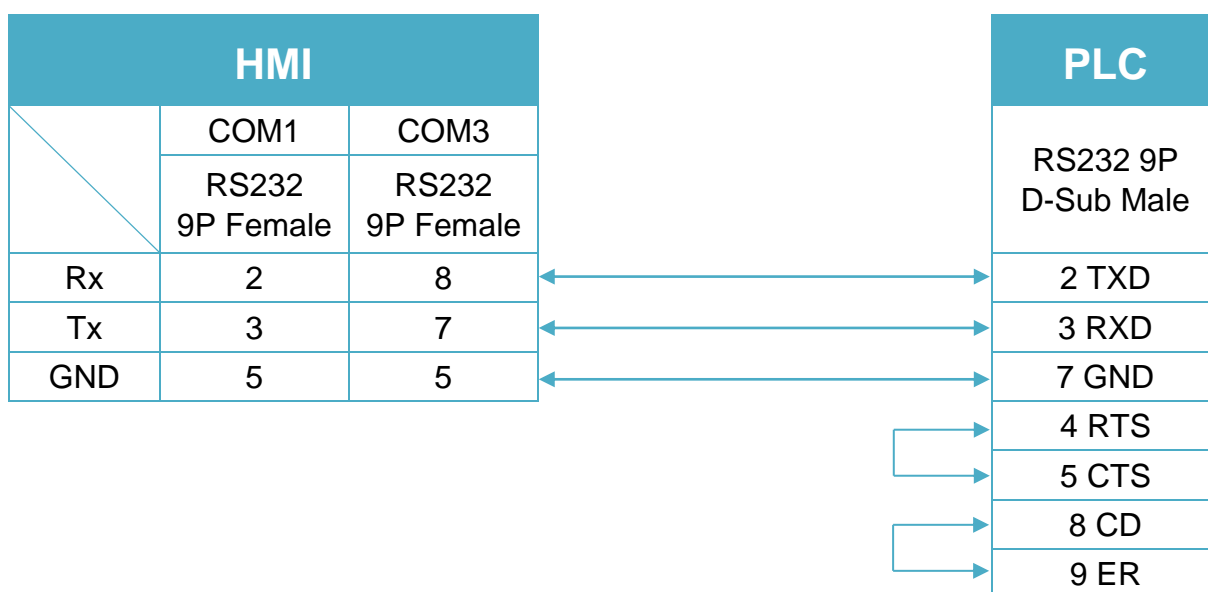 HMI
PLC
COM1 COM3
RS232 RS232
9P Female 9P Female
RS232 9P
D-Sub Male
Rx 2 8 2 TXD
Tx 3 7 3 RXD
GND 5 5 7 GND
4 RTS
5 CTS
8 CD
9 ER